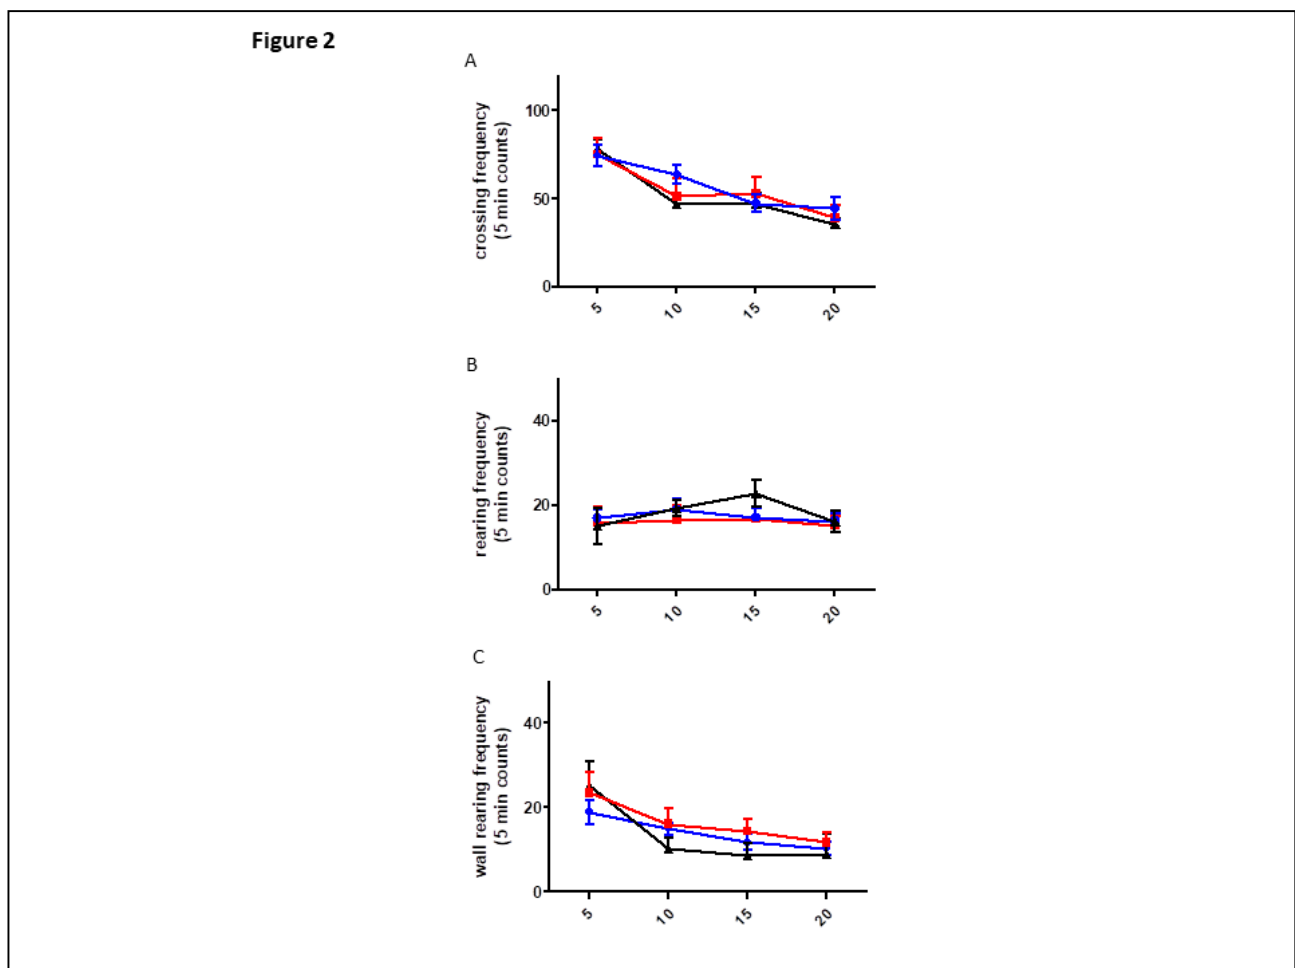 Figure 2
A
crossing frequency
(5 min counts)
100
50
0
5
10
15
20
B
rearing frequency
(5 min counts)
40
20
0
5
10
15
20
C
wall rearing frequency
(5 min counts)
40
20
0
5
10
15
20